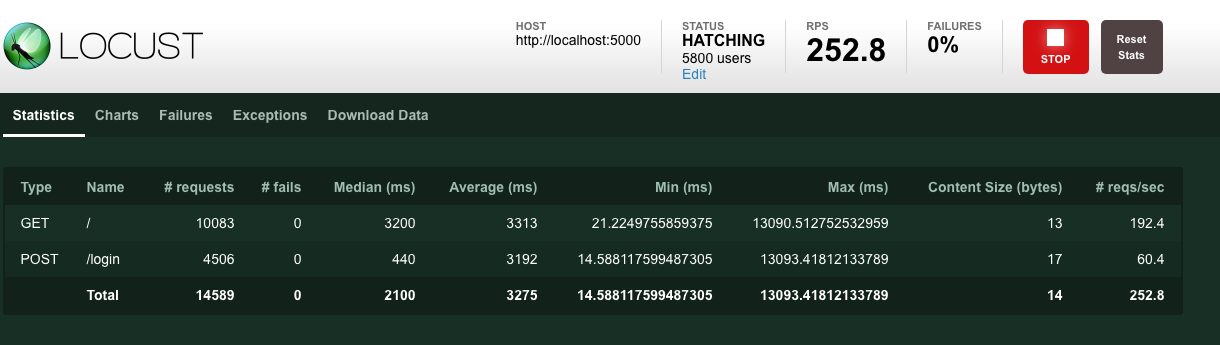 LOCUST
HOST
http://localhost:5000
STATUS
HATCHING
5800 users
Edit
RPS
252.8
FAILURES
0%
STOP
Reset
Stats
Statistics Charts Failures Exceptions Download Data
Type Name # requests # fails Median (ms) Average (ms) Min (ms) Max (ms) Content Size (bytes) # reqs/sec
GET / 10083 0 3200 3313 21.2249755859375 13090.512752532959 13 192.4
POST /login 4506 0 440 3192 14.588117599487305 13093.41812133789 17 60.4
Total 14589 0 2100 3275 14.588117599487305 13093.41812133789 14 252.8